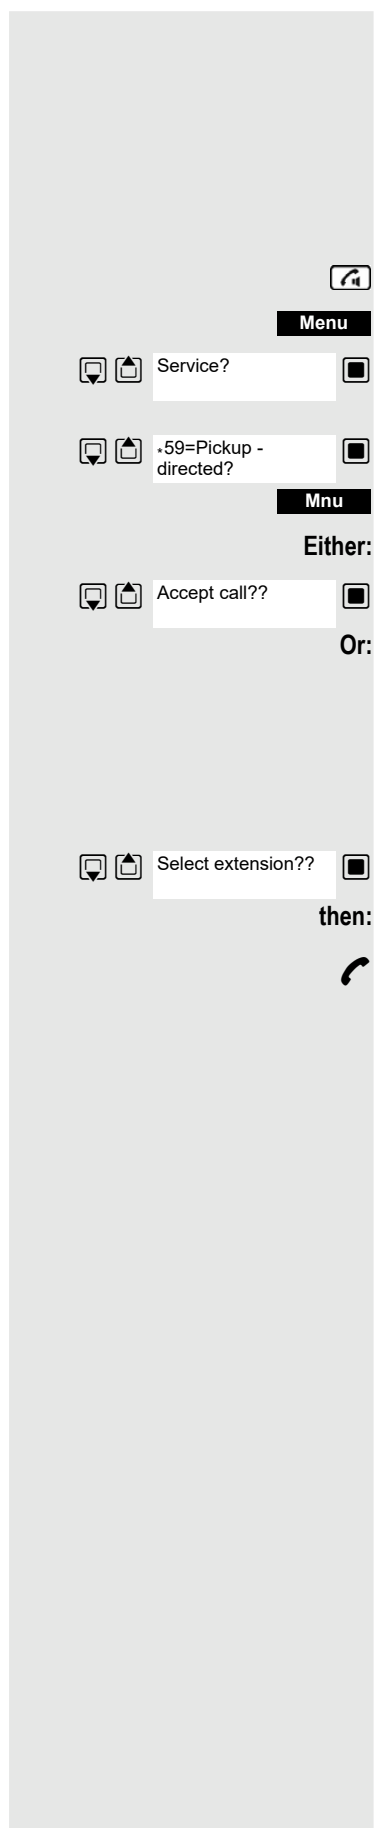 Menu
Service?
*59=Pickup -
directed?
Mnu
Either:
Accept call??
Or:
Select extension??
then: